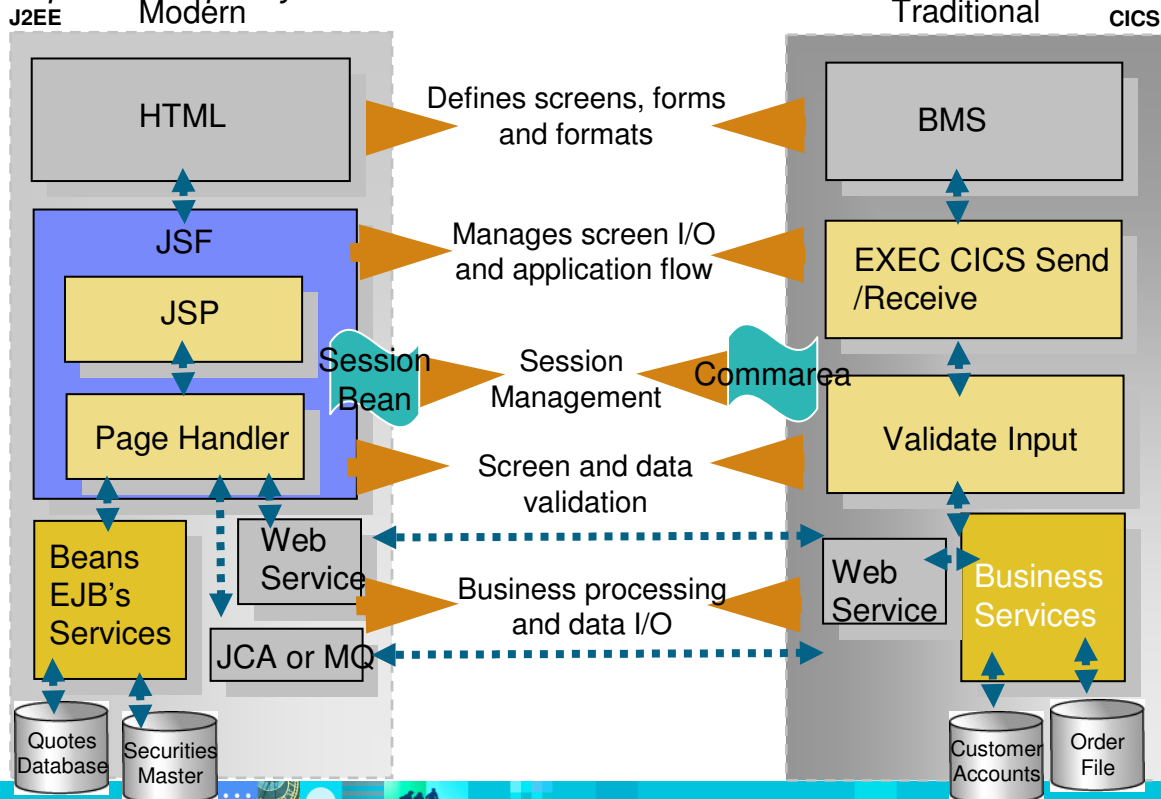 Modern
Traditional
J2EE
CICS
HTML
Defines screens, forms
and formats
BMS
JSF
Manages screen I/O
and application flow
EXEC CICS Send
/Receive
JSP
Session
Bean
Session
Management
Commarea
Page Handler
Screen and data
validation
Validate Input
Beans
EJB's
Services
Web
Service
Business processing
and data I/O
Web
Service
Business
Services
JCA or MQ
Quotes
Database
Securities
Master
Customer
Accounts
Order
File